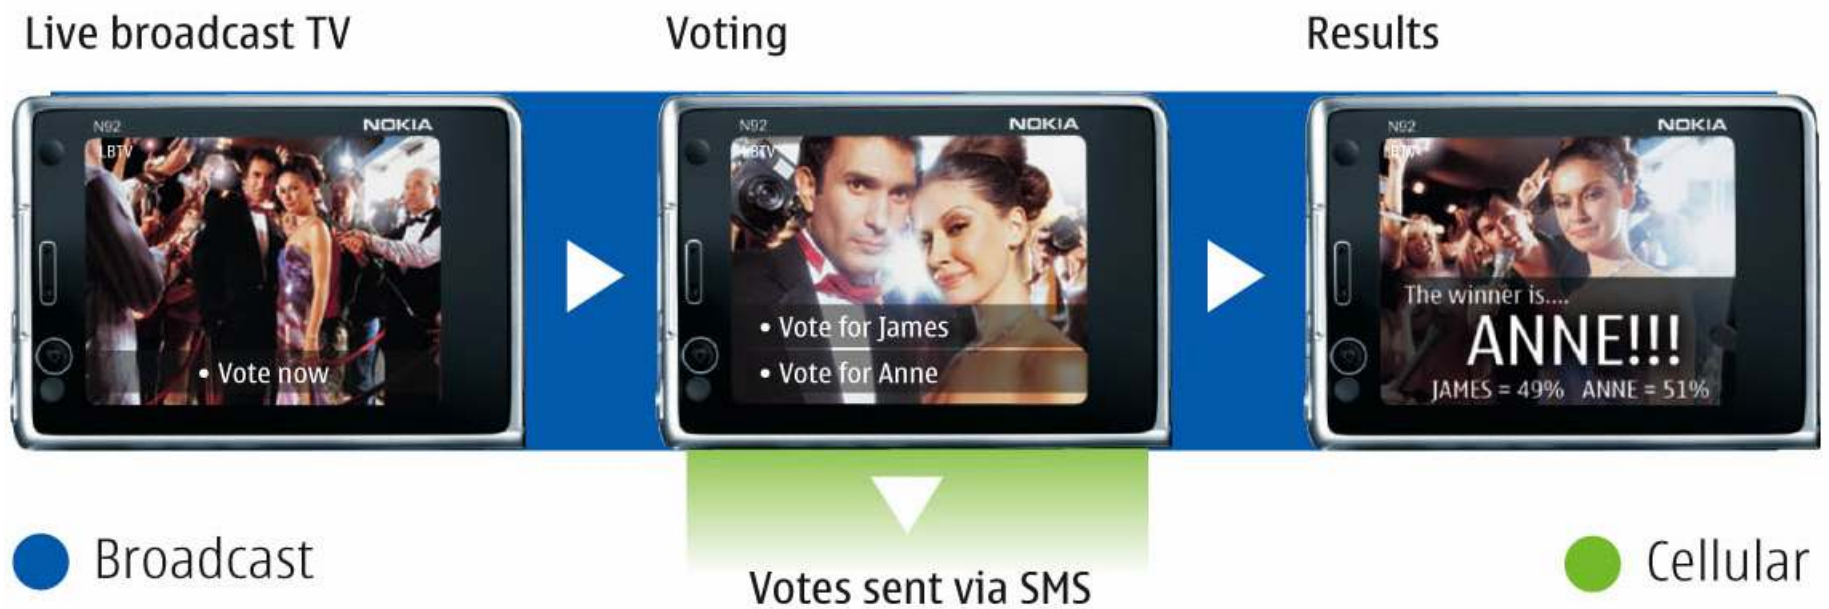 Live broadcast TV
Voting
Results
N92 NOKIA
LBTV
• Vote now
N92 NOKIA
LBTV
• Vote for James
• Vote for Anne
N92 NOKIA
LBTV
The winner is....
ANNE!!!
JAMES = 49% ANNE = 51%
Broadcast
Votes sent via SMS
Cellular